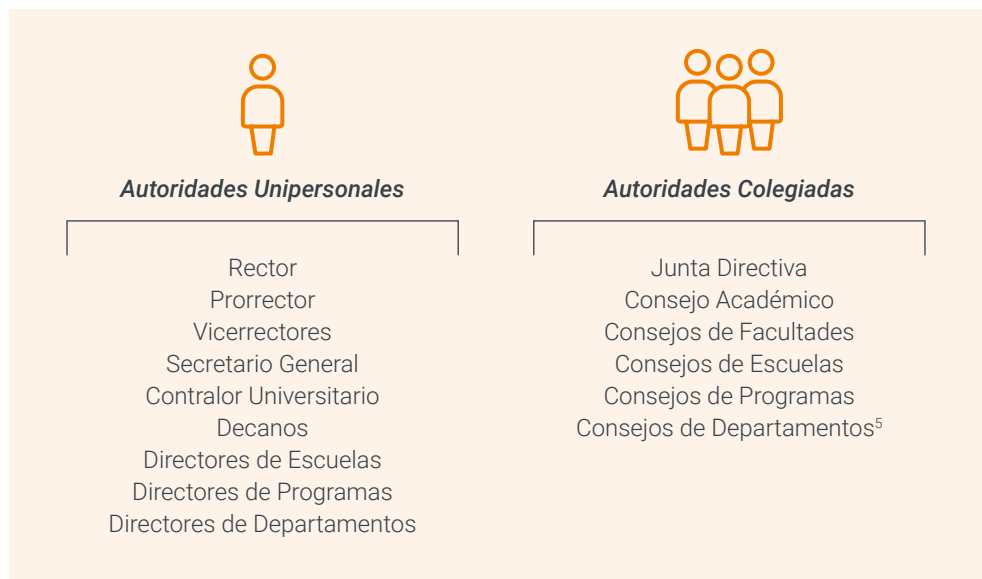 Autoridades Unipersonales
Rector
Prorrector
Vicerrectores
Secretario General
Contralor Universitario
Decanos
Directores de Escuelas
Directores de Programas
Directores de Departamentos
Autoridades Colegiadas
Junta Directiva
Consejo Académico
Consejos de Facultades
Consejos de Escuelas
Consejos de Programas
Consejos de Departamentos⁵